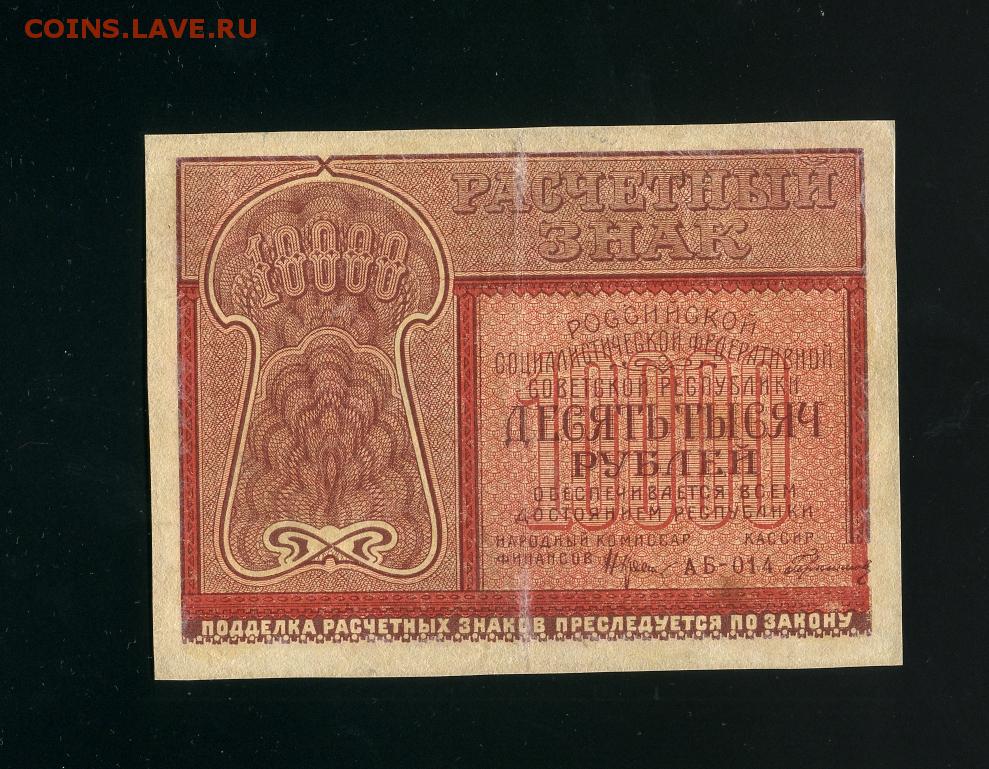 COINS.LAVE.RU
РАСЧЕТНЫЙ
ЗНАК
10000
РОССИЙСКОЙ
СОЦИАЛИСТИЧЕСКОЙ ФЕДЕРАТИВНОЙ
СОВЕТСКОЙ РЕСПУБЛИКИ
10000
ДЕСЯТЬ ТЫСЯЧ
РУБЛЕЙ
ОБЕСПЕЧИВАЕТСЯ ВСЕМ
ДОСТОЯНИЕМ РЕСПУБЛИКИ
НАРОДНЫЙ КОМИССАР КАССИР
ФИНАНСОВ АБ-014
ПОДДЕЛКА РАСЧЕТНЫХ ЗНАКОВ ПРЕСЛЕДУЕТСЯ ПО ЗАКОНУ